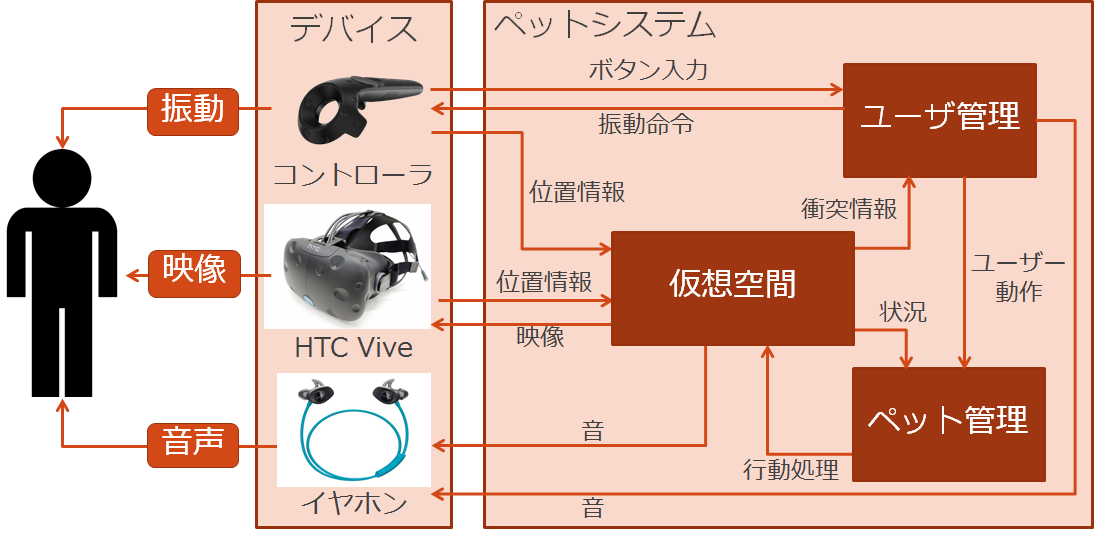 デバイス
ペットシステム
ボタン入力
振動
振動命令
ユーザ管理
コントローラ
位置情報
衝突情報
映像
HTC Vive
位置情報
映像
仮想空間
ユーザー
動作
状況
ペット管理
音声
音
行動処理
イヤホン
音